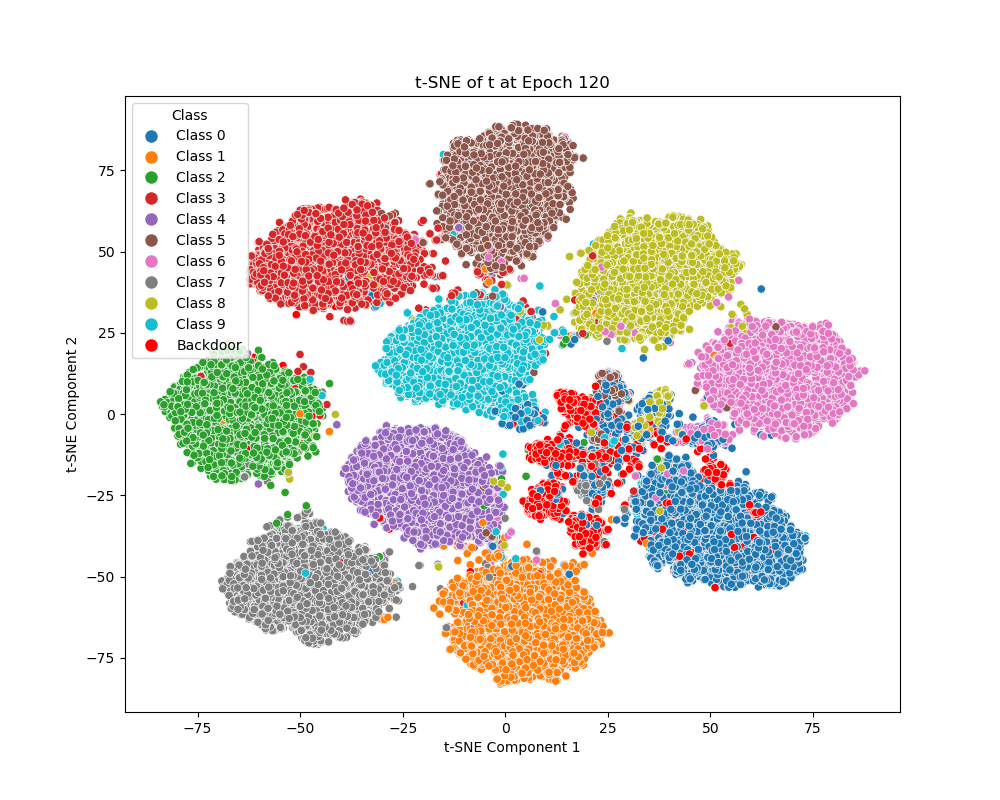 t-SNE of t at Epoch 120
Class
Class 0
Class 1
Class 2
Class 3
Class 4
Class 5
Class 6
Class 7
Class 8
Class 9
Backdoor
75
50
25
0
−25
−50
−75
t-SNE Component 2
−75
−50
−25
0
25
50
75
t-SNE Component 1